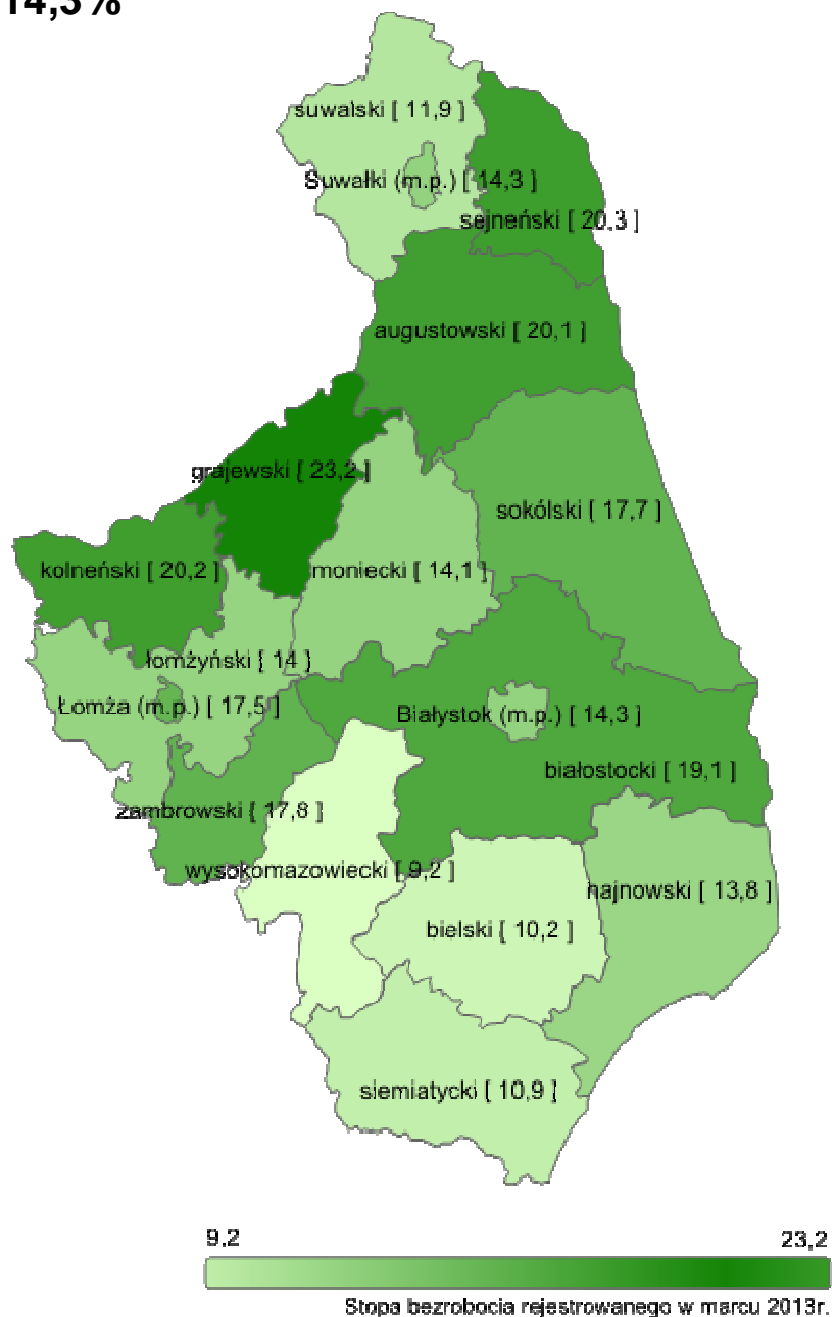 14,3%
suwalski [ 11,9 ]
Suwałki (m.p.) [ 14,3 ]
sejneński [ 20,3 ]
augustowski [ 20,1 ]
grajewski [ 23,2 ]
sokólski [ 17,7 ]
kolneński [ 20,2 ]
moniecki [ 14,1 ]
łomżyński [ 14 ]
Łomża (m.p.) [ 17,5 ]
Białystok (m.p.) [ 14,3 ]
białostocki [ 19,1 ]
zambrowski [ 17,8 ]
wysokomazowiecki [ 9,2 ]
hajnowski [ 13,8 ]
bielski [ 10,2 ]
siemiatycki [ 10,9 ]
9,2 23,2
Stopa bezrobocia rejestrowanego w marcu 2013r.